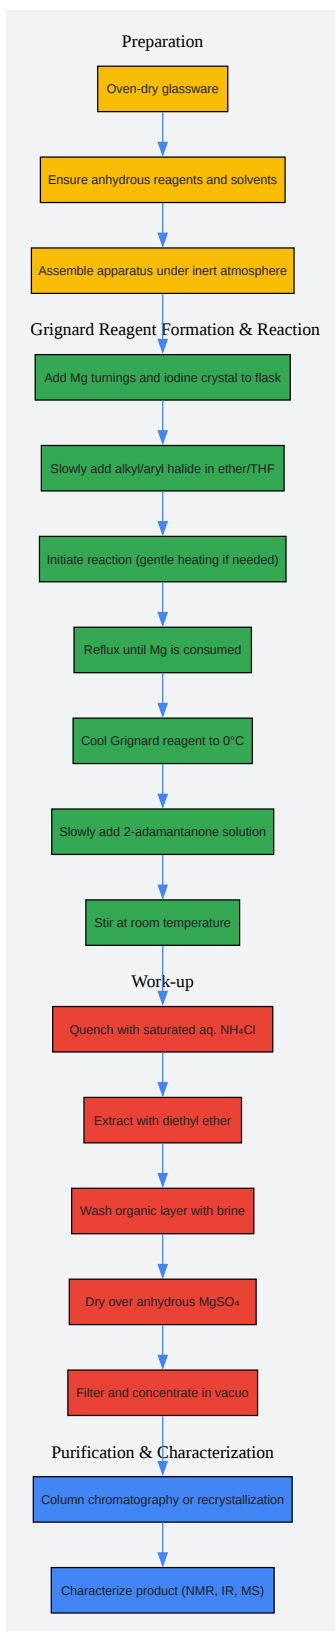 Preparation
Oven-dry glassware
Ensure anhydrous reagents and solvents
Assemble apparatus under inert atmosphere
Grignard Reagent Formation & Reaction
Add Mg turnings and iodine crystal to flask
Slowly add alkyl/aryl halide in ether/THF
Initiate reaction (gentle heating if needed)
Reflux until Mg is consumed
Cool Grignard reagent to 0°C
Slowly add 2-adamantanone solution
Stir at room temperature
Work-up
Quench with saturated aq. NH₄Cl
Extract with diethyl ether
Wash organic layer with brine
Dry over anhydrous MgSO₄
Filter and concentrate in vacuo
Purification & Characterization
Column chromatography or recrystallization
Characterize product (NMR, IR, MS)